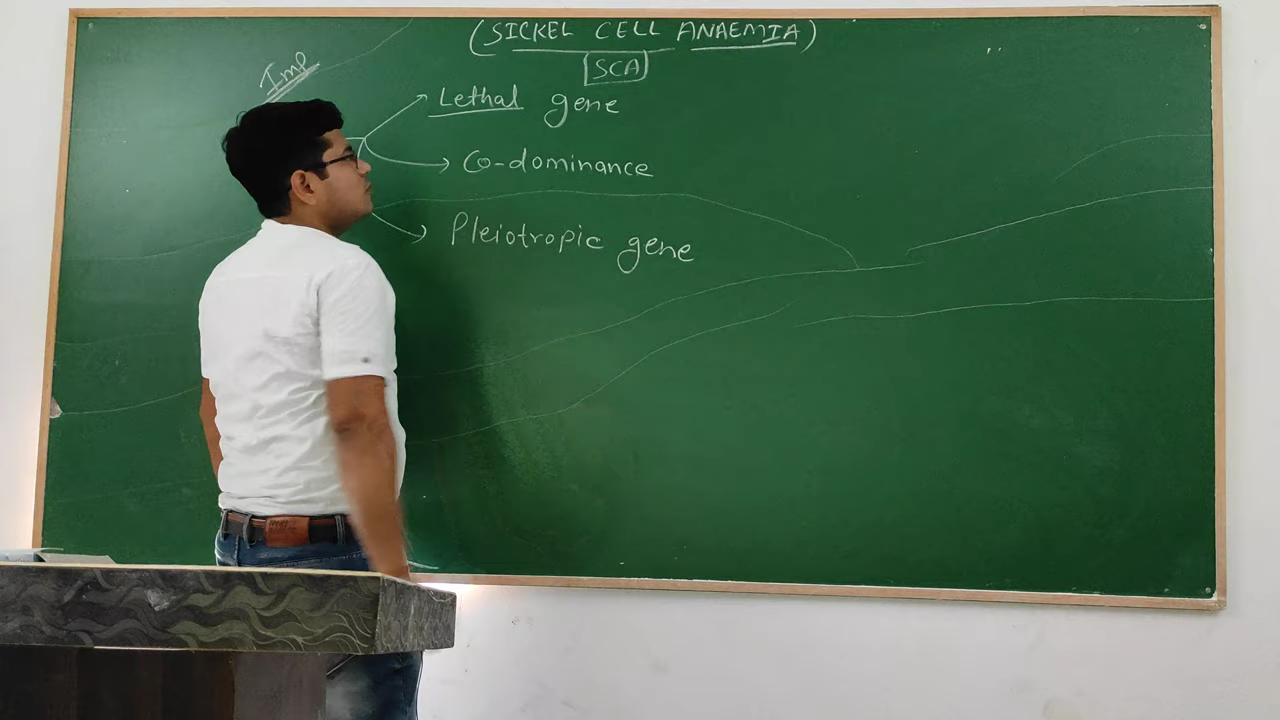 (SICKEL CELL ANAEMIA)
SCA
Imp
Lethal gene
Co-dominance
Pleiotropic gene